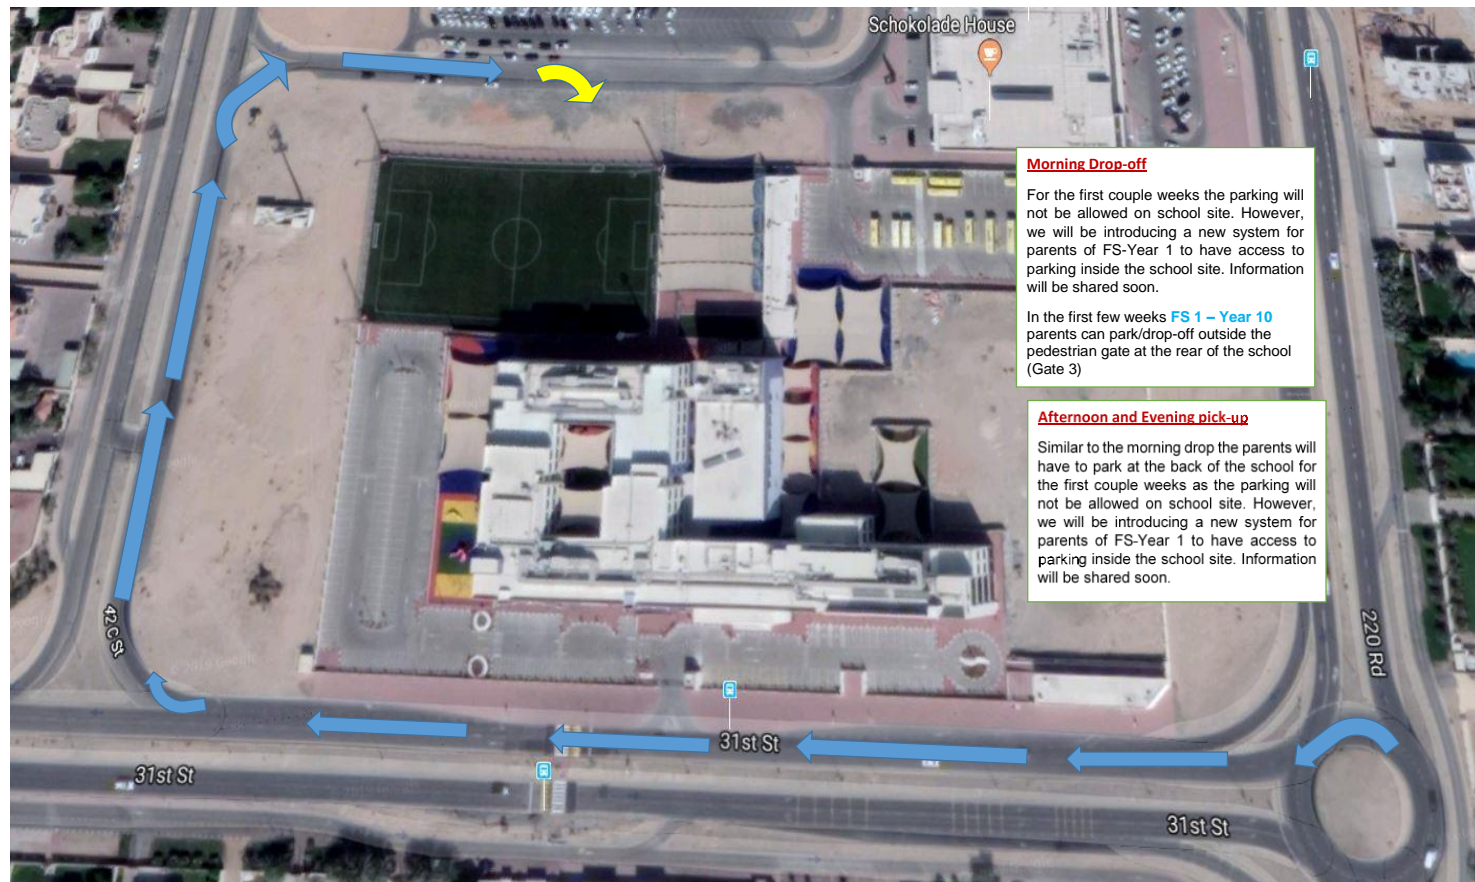 Schokolade House
Morning Drop-off
For the first couple weeks the parking will
not be allowed on school site. However,
we will be introducing a new system for
parents of FS-Year 1 to have access to
parking inside the school site. Information
will be shared soon.
In the first few weeks FS 1 – Year 10
parents can park/drop-off outside the
pedestrian gate at the rear of the school
(Gate 3)
Afternoon and Evening pick-up
Similar to the morning drop the parents will
have to park at the back of the school for
the first couple weeks as the parking will
not be allowed on school site. However,
we will be introducing a new system for
parents of FS-Year 1 to have access to
parking inside the school site. Information
will be shared soon.
42 C St
220 Rd
31st St
31st St
31st St